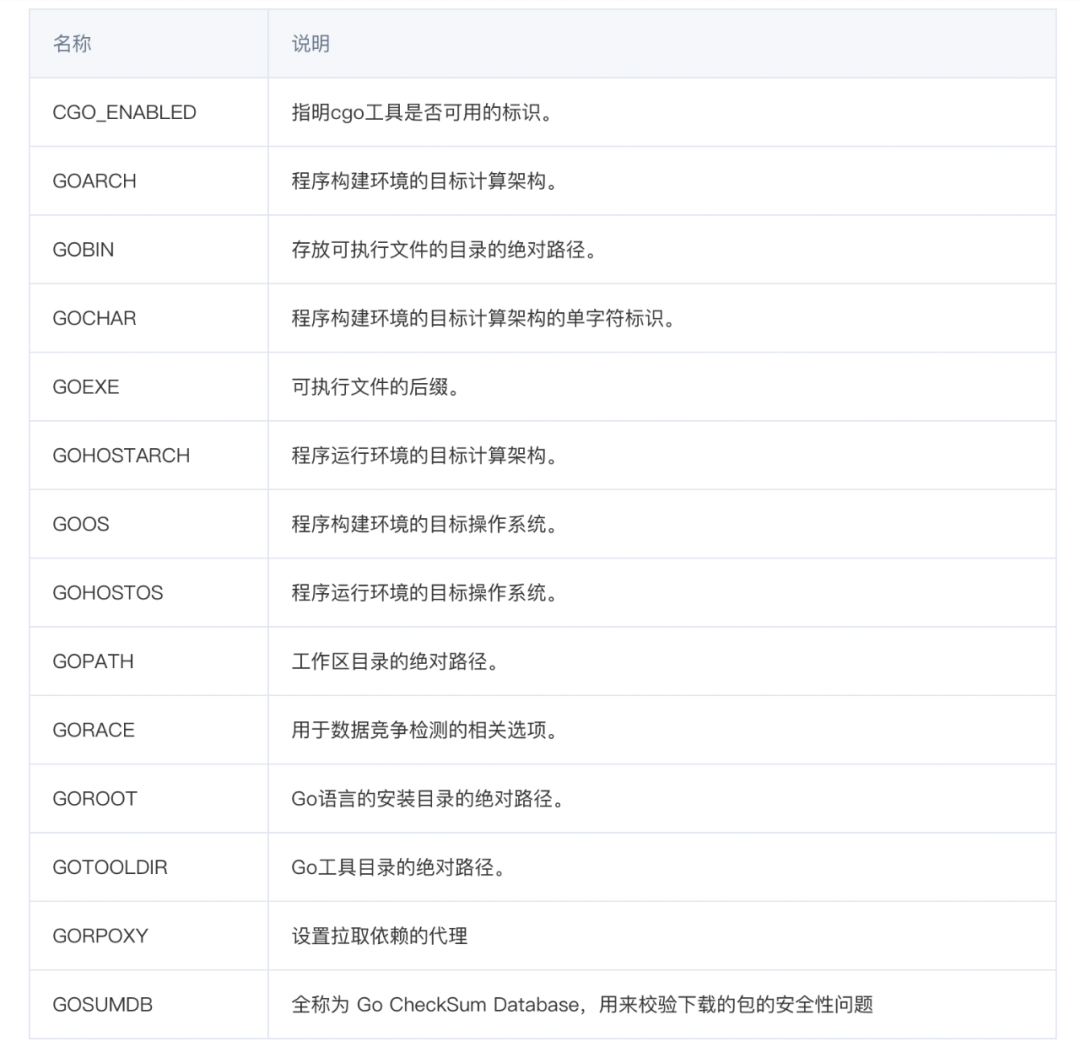 名称 说明
CGO_ENABLED 指明cgo工具是否可用的标识。
GOARCH 程序构建环境的目标计算架构。
GOBIN 存放可执行文件的目录的绝对路径。
GOCHAR 程序构建环境的目标计算架构的单字符标识。
GOEXE 可执行文件的后缀。
GOHOSTARCH 程序运行环境的目标计算架构。
GOOS 程序构建环境的目标操作系统。
GOHOSTOS 程序运行环境的目标操作系统。
GOPATH 工作区目录的绝对路径。
GORACE 用于数据竞争检测的相关选项。
GOROOT Go语言的安装目录的绝对路径。
GOTOOLDIR Go工具目录的绝对路径。
GORPOXY 设置拉取依赖的代理
GOSUMDB 全称为 Go CheckSum Database，用来校验下载的包的安全性问题